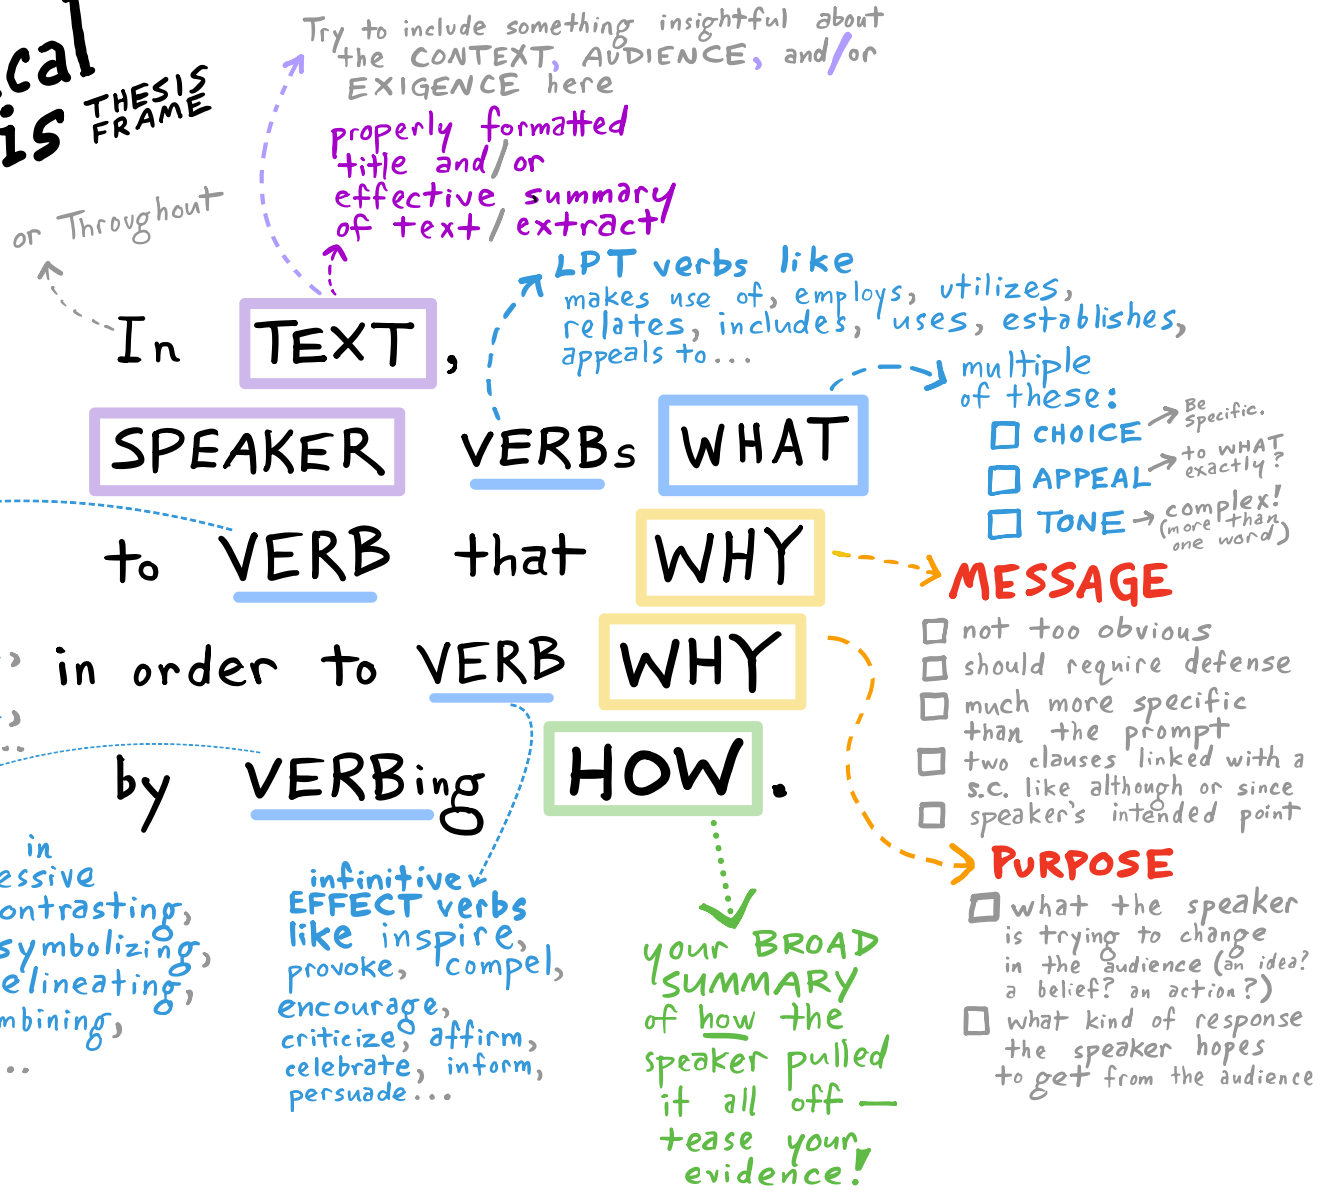 cal
is THESIS
FRAME
Try to include something insightful about
the CONTEXT, AUDIENCE, and/or
EXIGENCE here
properly formatted
title and/or
effective summary
of text/extract
or Throughout
LPT verbs like
makes use of, employs, utilizes,
relates, includes, uses, establishes,
appeals to...
In TEXT,
multiple
of these:
CHOICE
Be
specific.
APPEAL
to WHAT
exactly?
TONE
complex!
(more than
one word)
SPEAKER VERBs WHAT
to VERB that WHY
in order to VERB WHY
by VERBing HOW.
MESSAGE
not too obvious
should require defense
much more specific
than the prompt
two clauses linked with a
s.c. like although or since
speaker's intended point
PURPOSE
what the speaker
is trying to change
in the audience (an idea?
a belief? an action?)
what kind of response
the speaker hopes
to get from the audience
,
,
...
in
essive
ontrasting,
symbolizing,
elineating,
mbining,
...
infinitive
EFFECT verbs
like inspire,
provoke, compel,
encourage,
criticize, affirm,
celebrate, inform,
persuade...
your BROAD
SUMMARY
of how the
speaker pulled
it all off —
tease your
evidence!